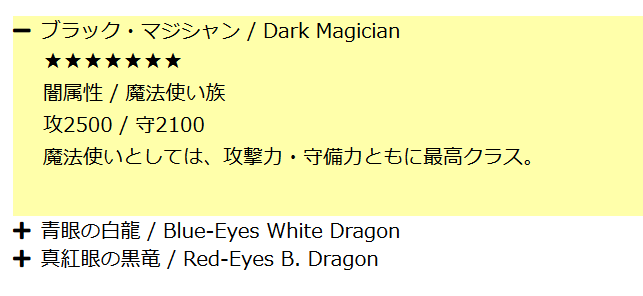 ブラック・マジシャン / Dark Magician
★★★★★★★
闇属性 / 魔法使い族
攻2500 / 守2100
魔法使いとしては、攻撃力・守備力ともに最高クラス。
青眼の白龍 / Blue-Eyes White Dragon
真紅眼の黒竜 / Red-Eyes B. Dragon